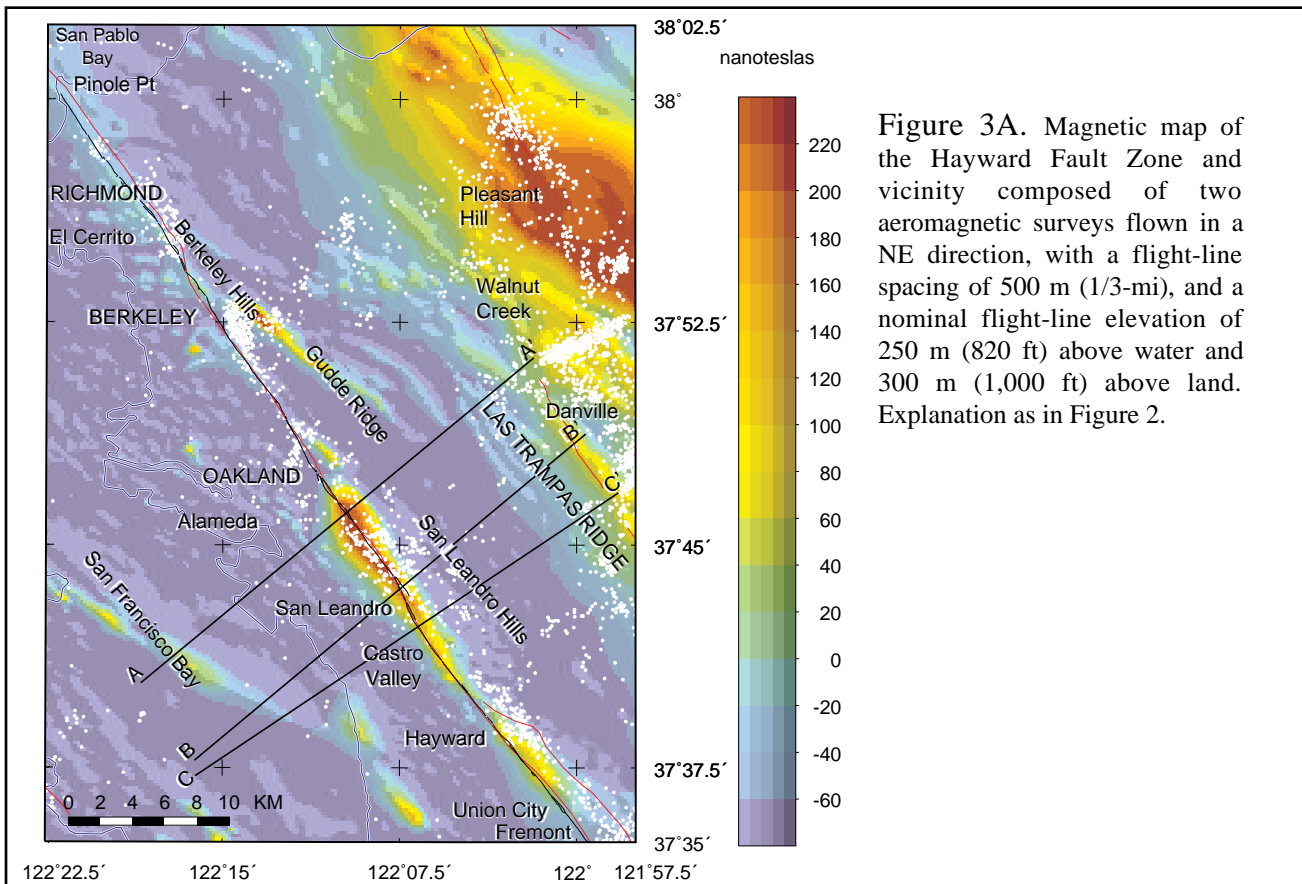 San Pablo
Bay
Pinole Pt
RICHMOND
El Cerrito
Berkeley Hills
BERKELEY
Gudde Ridge
Pleasant
Hill
Walnut
Creek
A´
Danville
B´
LAS TRAMPAS RIDGE
C´
OAKLAND
Alameda
San Leandro Hills
San Francisco Bay
San Leandro
A
Castro
Valley
B
C
Hayward
Union City
Fremont
0 2 4 6 8 10 KM
38˚02.5´
38˚
37˚52.5´
37˚45´
37˚37.5´
37˚35´
122˚22.5´ 122˚15´ 122˚07.5´ 122˚ 121˚57.5´
nanoteslas
220
200
180
160
140
120
100
80
60
40
20
0
-20
-40
-60
Figure 3A. Magnetic map of
the Hayward Fault Zone and
vicinity composed of two
aeromagnetic surveys flown in a
NE direction, with a flight-line
spacing of 500 m (1/3-mi), and a
nominal flight-line elevation of
250 m (820 ft) above water and
300 m (1,000 ft) above land.
Explanation as in Figure 2.